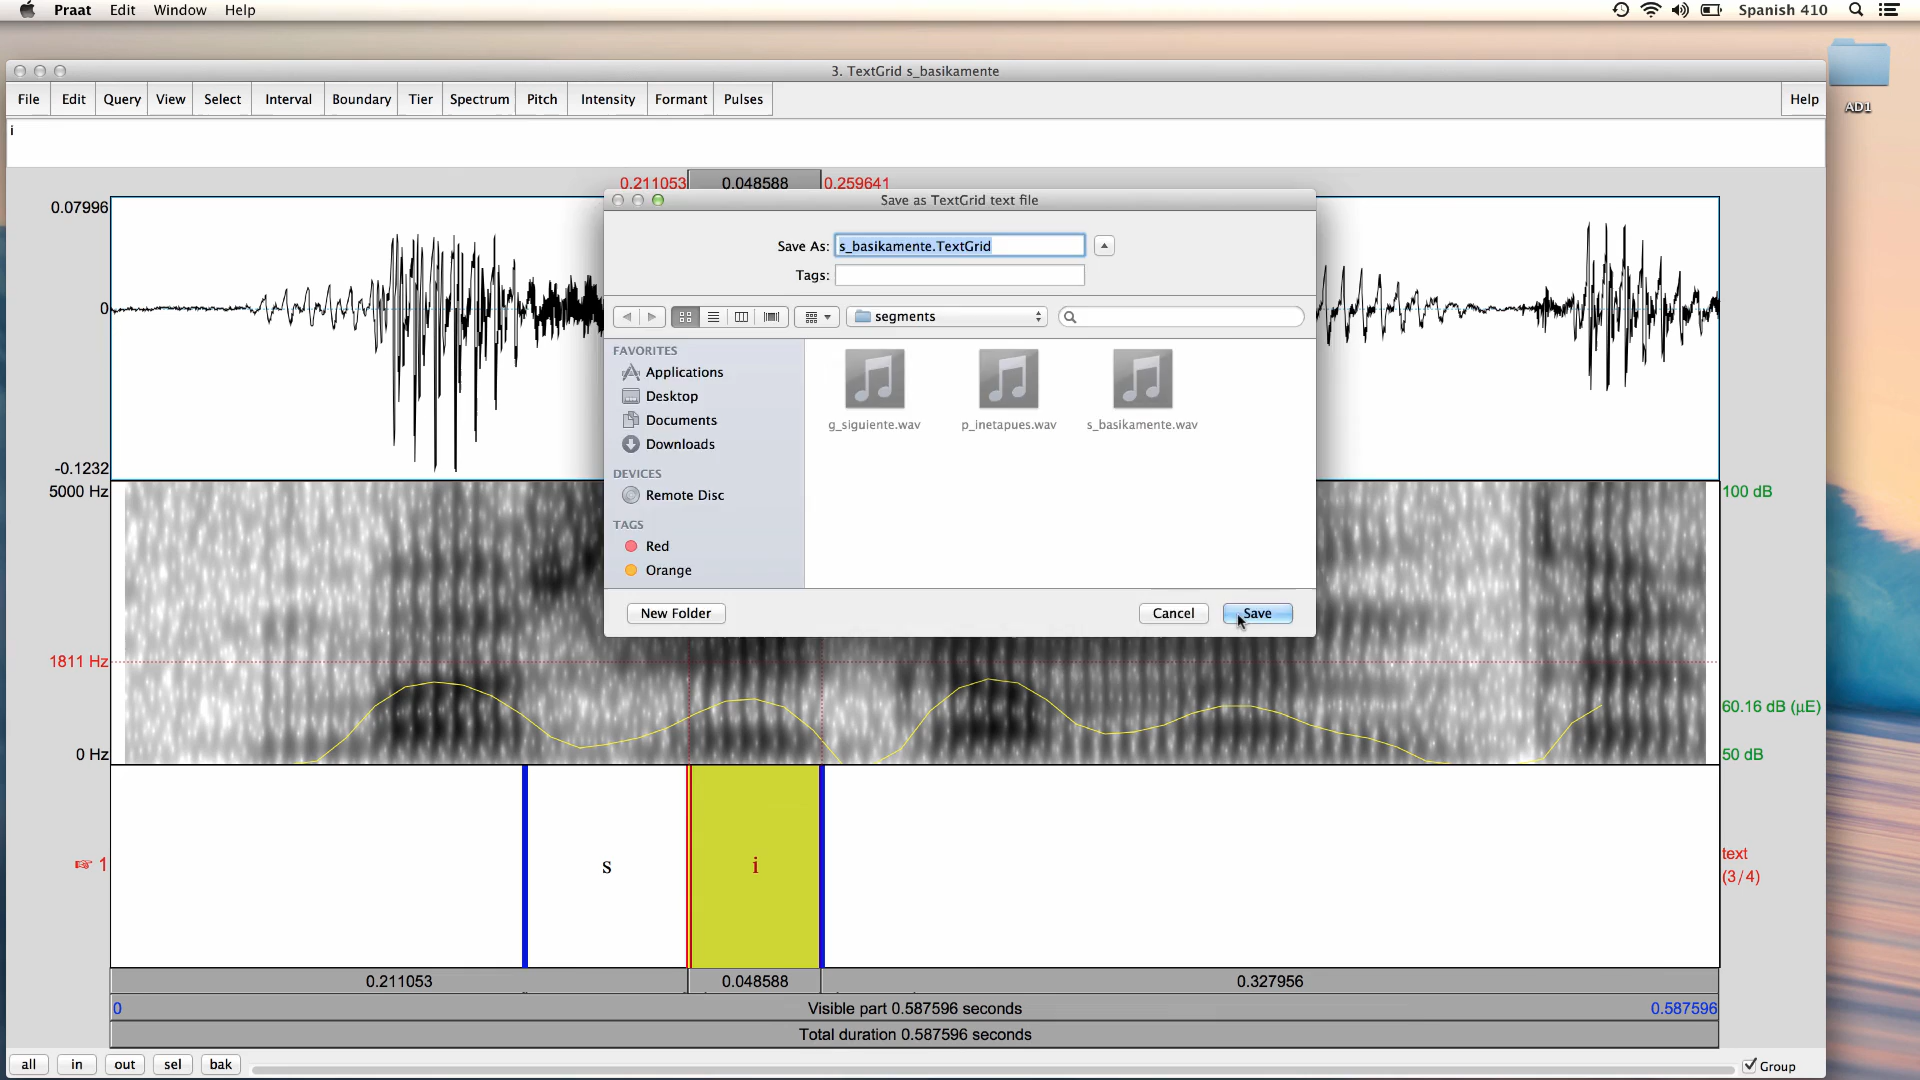 Praat Edit Window Help Spanish 410
3. TextGrid s_basikamente
File Edit Query View Select Interval Boundary Tier Spectrum Pitch Intensity Formant Pulses Help
AD1
i
0.211053 0.048588 0.259641
Save as TextGrid text file
0.07996
Save As: s_basikamente.TextGrid
Tags:
0
segments
FAVORITES
Applications
Desktop
Documents
Downloads
g_siguiente.wav p_inetapues.wav s_basikamente.wav
-0.1232
DEVICES
5000 Hz
Remote Disc
100 dB
TAGS
Red
Orange
New Folder Cancel Save
1811 Hz
60.16 dB (µE)
0 Hz
50 dB
☞ 1
s
i
text
(3/4)
0.211053 0.048588 0.327956
0 Visible part 0.587596 seconds 0.587596
Total duration 0.587596 seconds
all in out sel bak Group